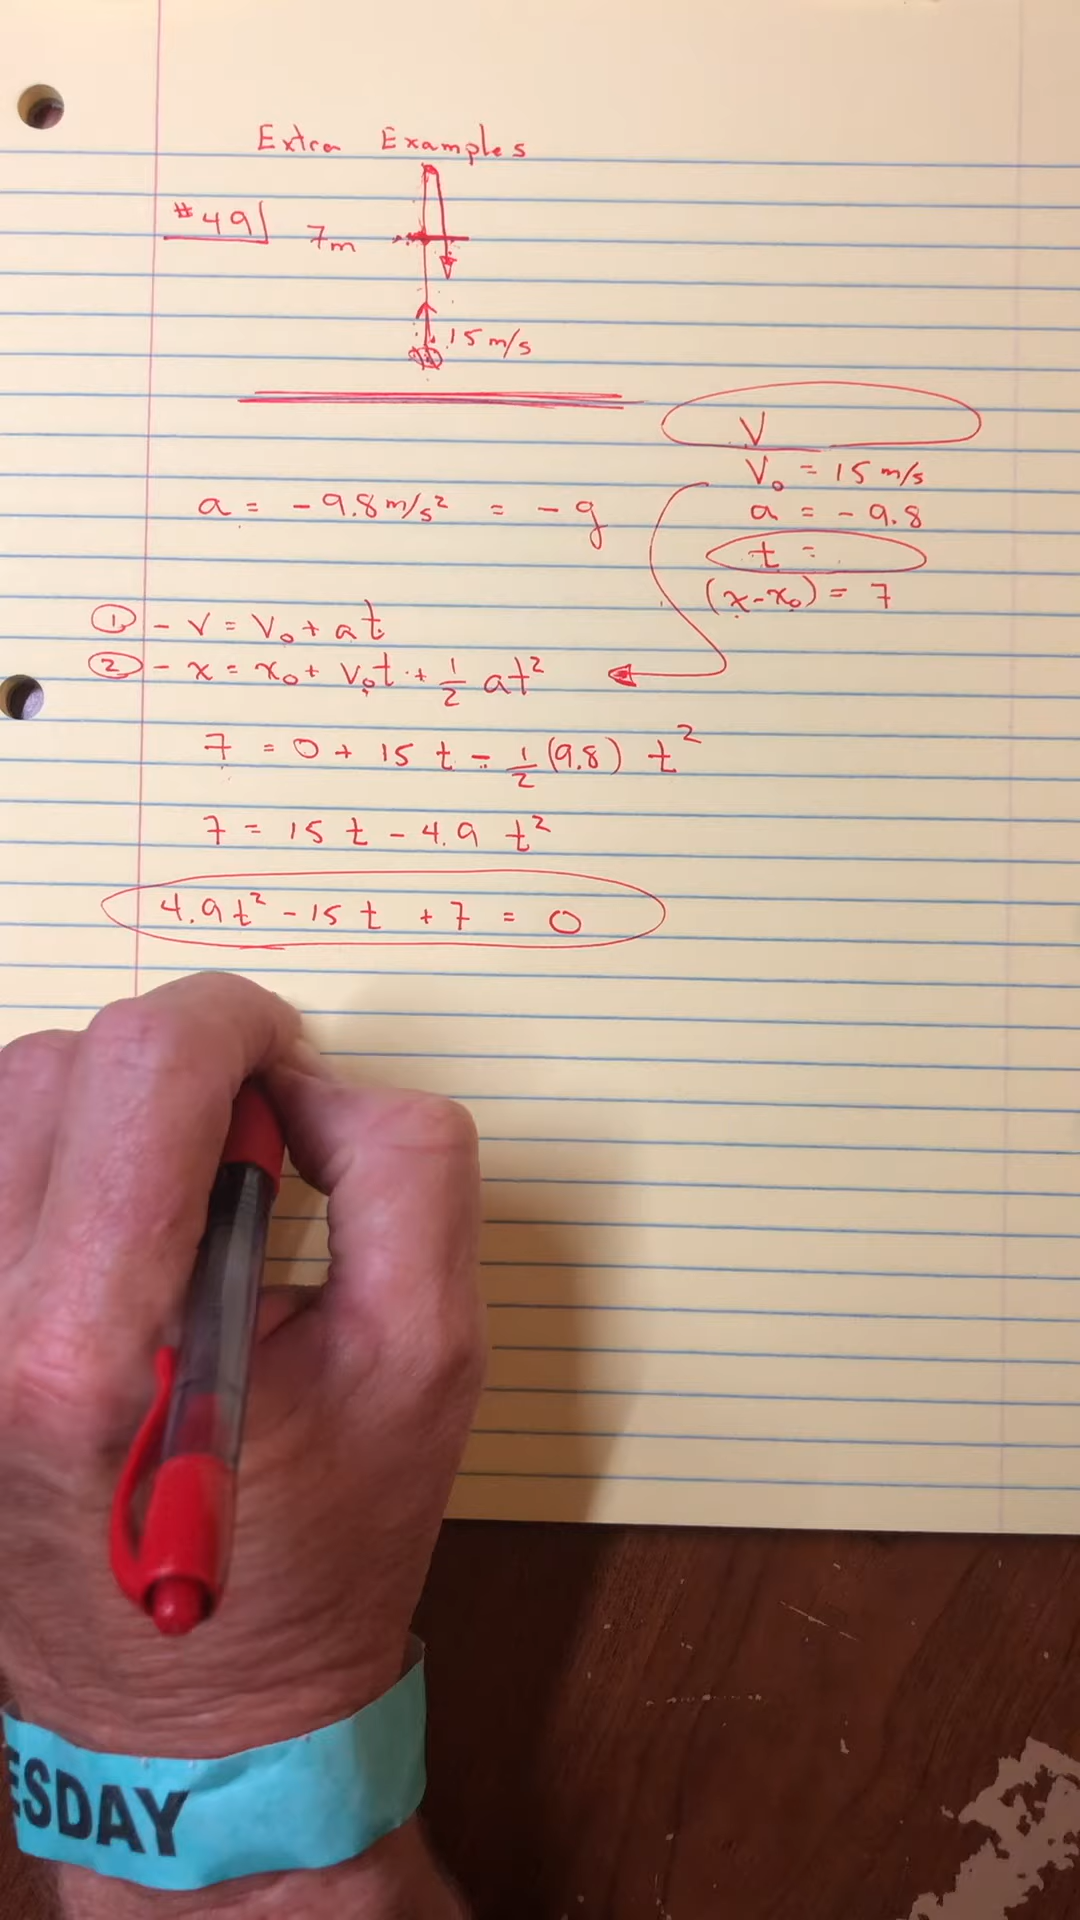 Extra Examples
#49
7m
15 m/s
V
V₀ = 15 m/s
a = -9.8 m/s² = -g
a = -9.8
t =
(x-x₀) = 7
① - v = v₀ + at
② - x = x₀ + v₀t + 1/2 at²
7 = 0 + 15 t - 1/2 (9.8) t²
7 = 15 t - 4.9 t²
4.9t² - 15 t + 7 = 0
ESDAY